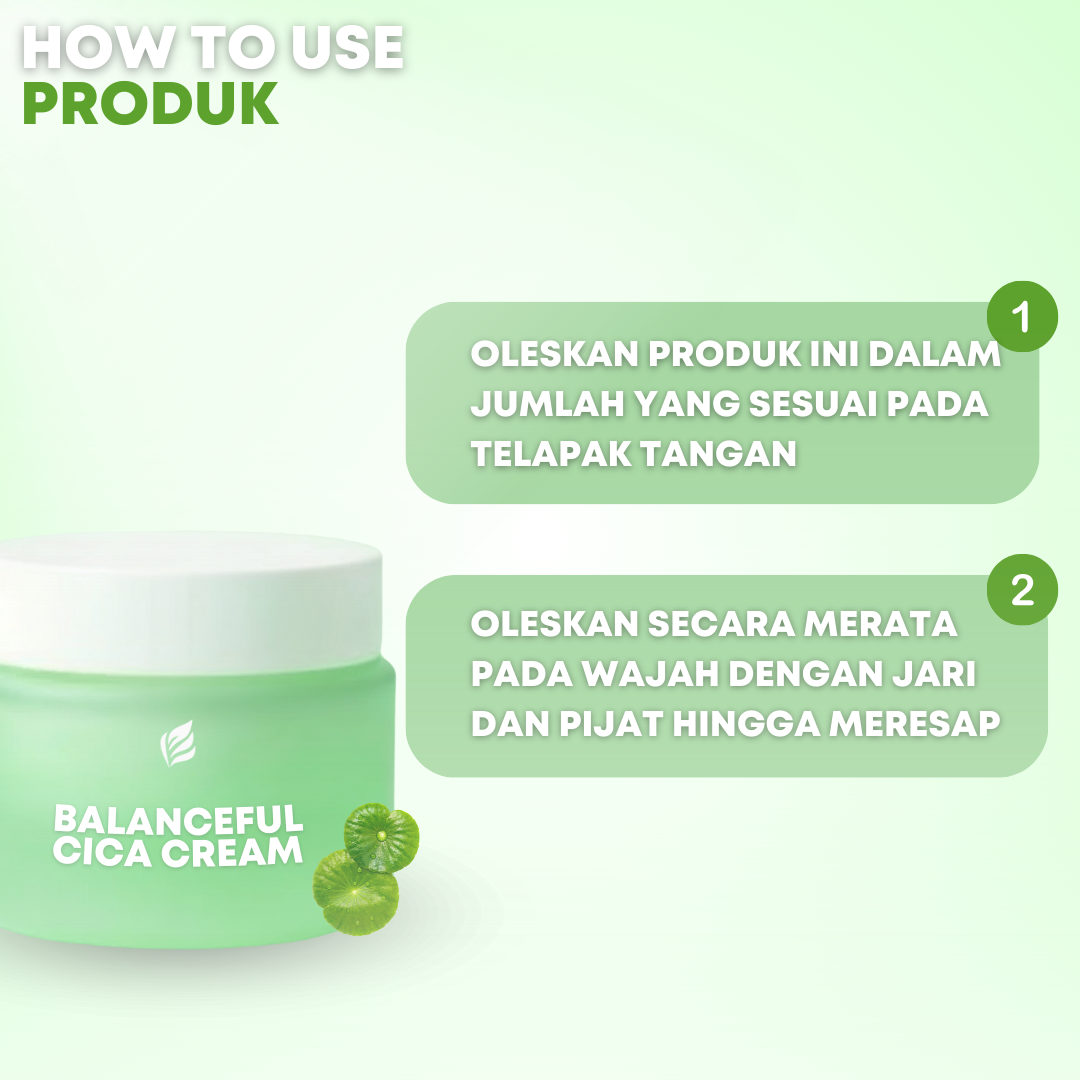 HOW TO USE
PRODUK
1
OLESKAN PRODUK INI DALAM
JUMLAH YANG SESUAI PADA
TELAPAK TANGAN
2
OLESKAN SECARA MERATA
PADA WAJAH DENGAN JARI
DAN PIJAT HINGGA MERESAP
BALANCEFUL
CICA CREAM